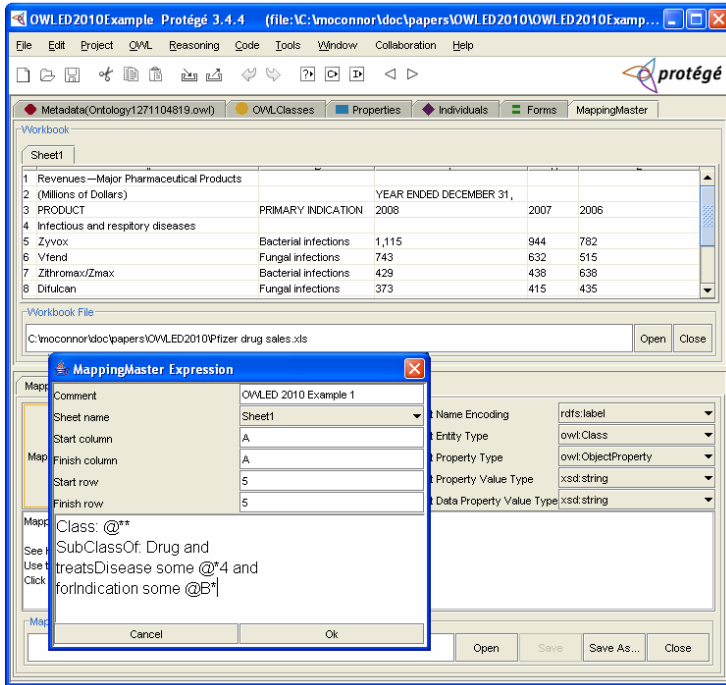 OWLED2010Example Protégé 3.4.4 (file:\C:\moconnor\doc\papers\OWLED2010\OWLED2010Examp...
File Edit Project OWL Reasoning Code Tools Window Collaboration Help
protégé
Metadata(Ontology1271104819.owl) OWLClasses Properties Individuals Forms MappingMaster
Workbook
Sheet1
1 Revenues—Major Pharmaceutical Products
2 (Millions of Dollars) YEAR ENDED DECEMBER 31,
3 PRODUCT PRIMARY INDICATION 2008 2007 2006
4 Infectious and respitory diseases
5 Zyvox Bacterial infections 1,115 944 782
6 Vfend Fungal infections 743 632 515
7 Zithromax/Zmax Bacterial infections 429 438 638
8 Difulcan Fungal infections 373 415 435
Workbook File
C:\moconnor\doc\papers\OWLED2010\Pfizer drug sales.xls Open Close
MappingMaster Expression
Comment OWLED 2010 Example 1
Sheet name Sheet1
Start column A
Finish column A
Start row 5
Finish row 5
Class: @**
SubClassOf: Drug and
treatsDisease some @*4 and
forIndication some @B*
Cancel Ok
Name Encoding rdfs:label
Entity Type owl:Class
Property Type owl:ObjectProperty
Property Value Type xsd:string
Data Property Value Type xsd:string
Mapp
Map
Mapp
See
Use t
Click
Map
Open Save Save As... Close